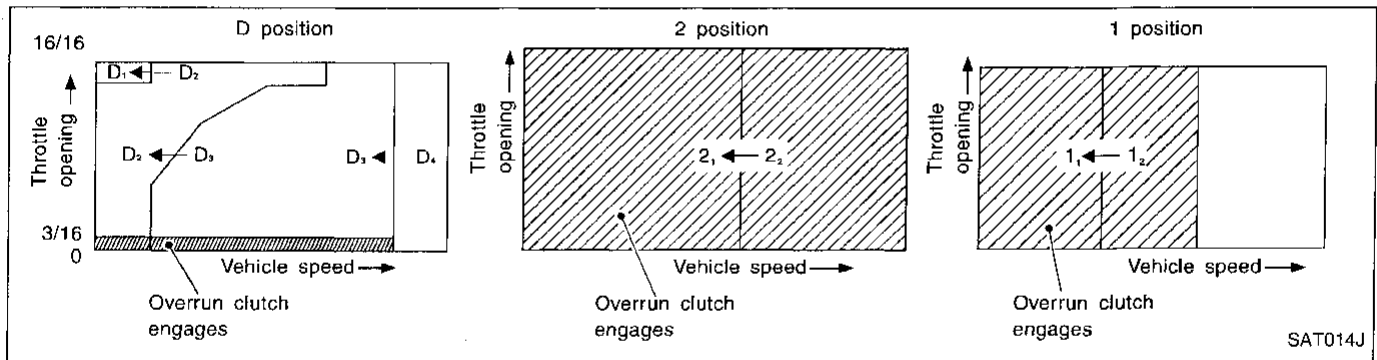 D position
16/16
D₁ ◄— D₂
D₂ ◄— D₃
D₃ ◄ D₄
Throttle opening →
3/16
0
Vehicle speed →
Overrun clutch
engages
2 position
Throttle
opening →
2₁ ◄— 2₂
Vehicle speed →
Overrun clutch
engages
1 position
Throttle
opening →
1₁ ◄— 1₂
Vehicle speed →
Overrun clutch
engages
SAT014J